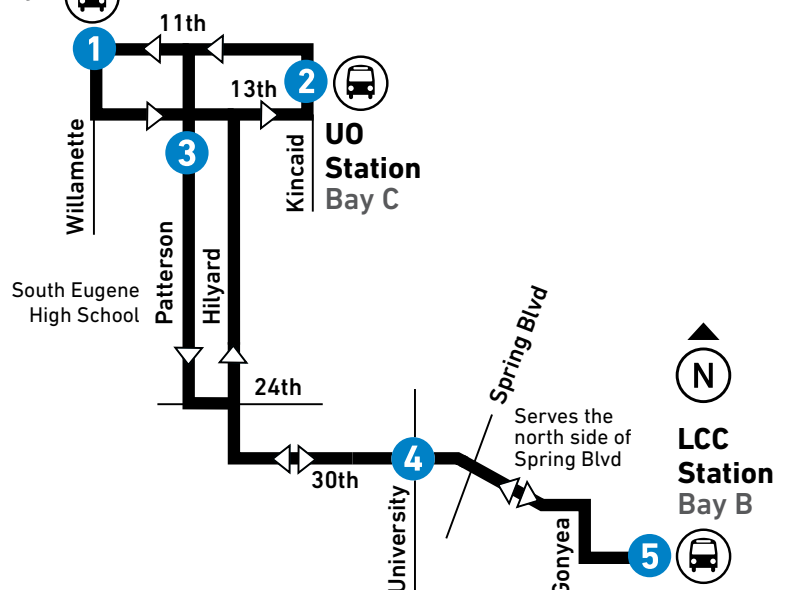 11th
1
2
13th
UO
Station
Bay C
3
Willamette
Kincaid
Patterson
Hilyard
South Eugene
High School
Spring Blvd
N
24th
Serves the
north side of
Spring Blvd
LCC
Station
Bay B
4
30th
University
Gonyea
5